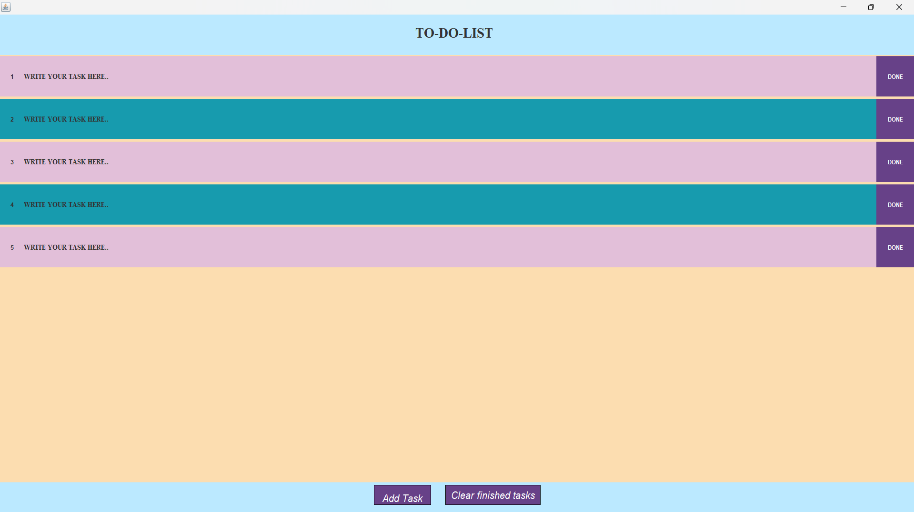 TO-DO-LIST
1 WRITE YOUR TASK HERE.. DONE
2 WRITE YOUR TASK HERE.. DONE
3 WRITE YOUR TASK HERE.. DONE
4 WRITE YOUR TASK HERE.. DONE
5 WRITE YOUR TASK HERE.. DONE
Add Task Clear finished tasks